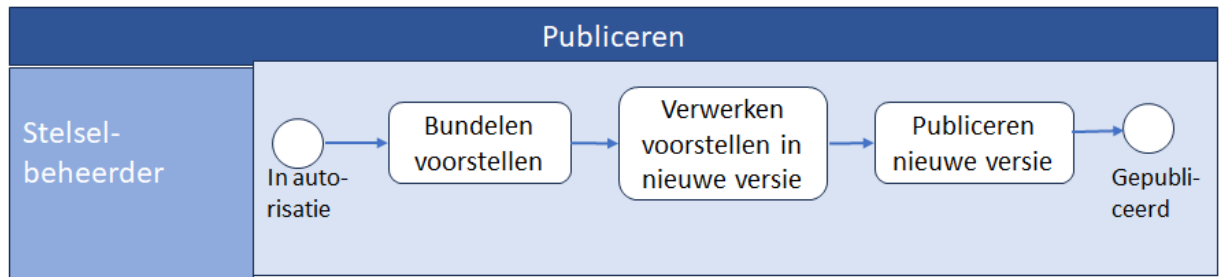 Publiceren
Stelsel-
beheerder
In auto-
risatie
Bundelen
voorstellen
Verwerken
voorstellen in
nieuwe versie
Publiceren
nieuwe versie
Gepubli-
ceerd